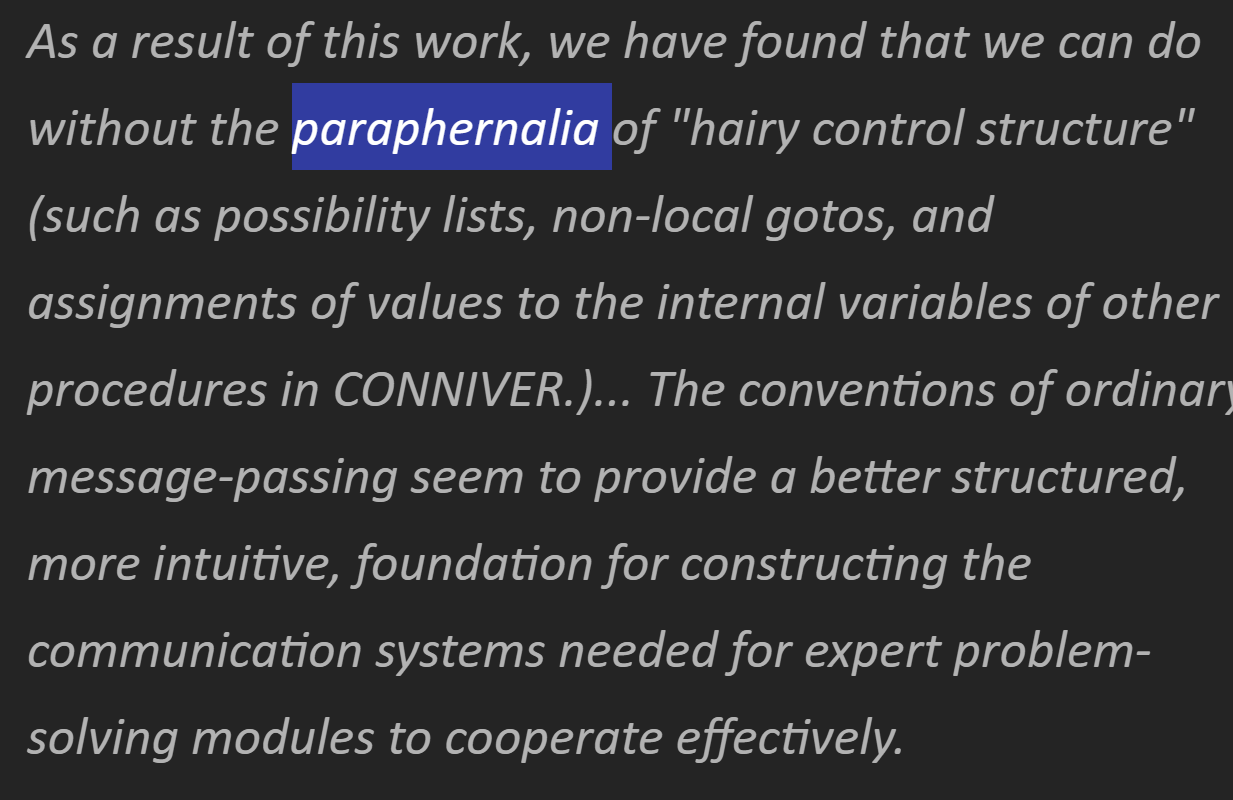 As a result of this work, we have found that we can do
without the paraphernalia of "hairy control structure"
(such as possibility lists, non-local gotos, and
assignments of values to the internal variables of other
procedures in CONNIVER.)... The conventions of ordinary
message-passing seem to provide a better structured,
more intuitive, foundation for constructing the
communication systems needed for expert problem-
solving modules to cooperate effectively.